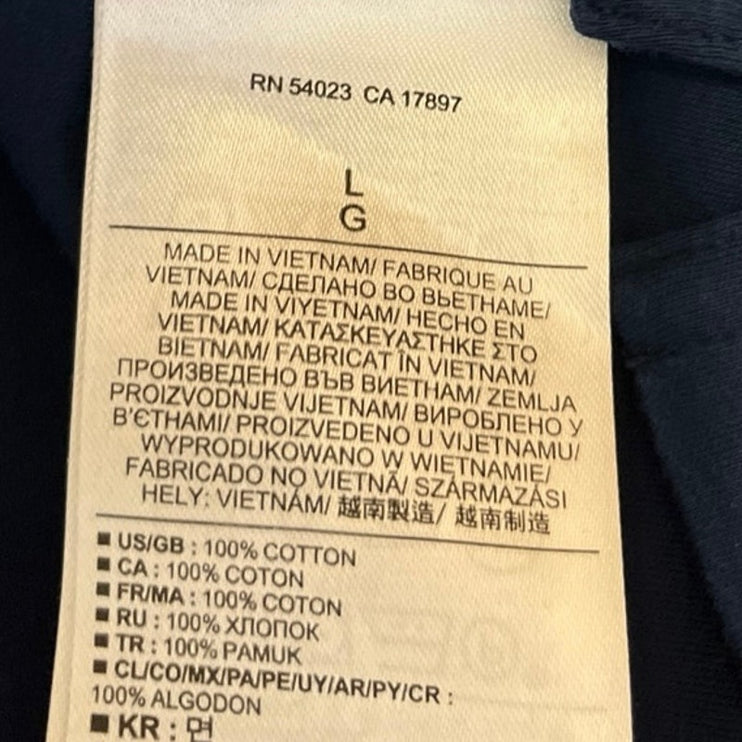 RN 54023 CA 17897
L
G
MADE IN VIETNAM/ FABRIQUE AU
VIETNAM/ СДЕЛАНО ВО ВЬЕТНАМЕ/
MADE IN VIYETNAM/ HECHO EN
VIETNAM/ ΚΑΤΑΣΚΕΥΑΣΤΗΚΕ ΣΤΟ
ΒΙΕΤΝΑΜ/ FABRICAT ÎN VIETNAM/
ПРОИЗВЕДЕНО ВЪВ ВИЕТНАМ/ ZEMLJA
PROIZVODNJE VIJETNAM/ ВИРОБЛЕНО У
В'ЄТНАМІ/ PROIZVEDENO U VIJETNAMU/
WYPRODUKOWANO W WIETNAMIE/
FABRICADO NO VIETNÃ/ SZÁRMAZÁSI
HELY: VIETNÁM/ 越南製造/ 越南制造
■ US/GB : 100% COTTON
■ CA : 100% COTON
■ FR/MA : 100% COTON
■ RU : 100% ХЛОПОК
■ TR : 100% PAMUK
■ CL/CO/MX/PA/PE/UY/AR/PY/CR :
100% ALGODON
■ KR : 면